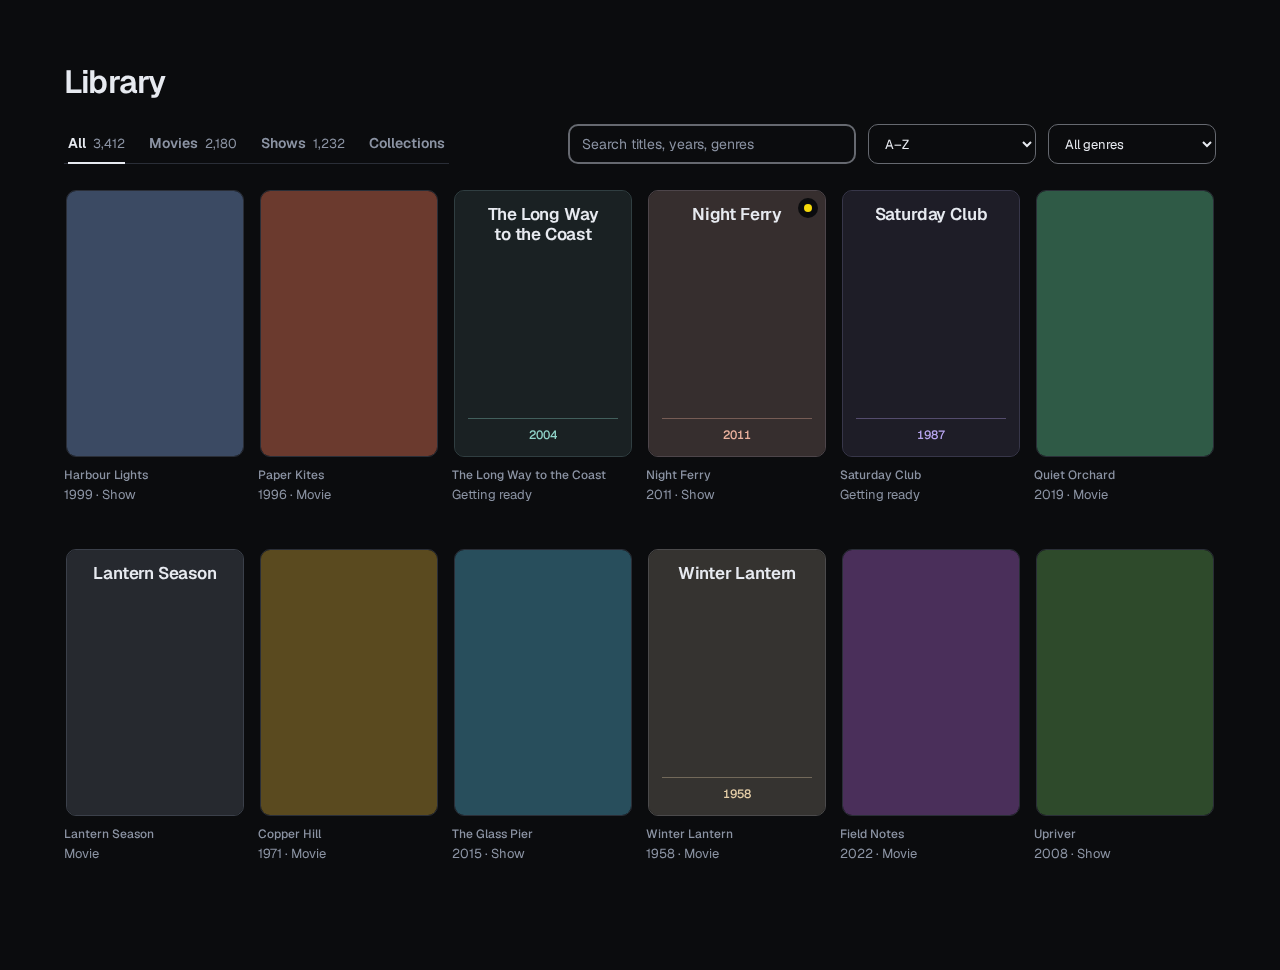 Library
All 3,412 Movies 2,180 Shows 1,232 Collections
Search titles, years, genres
A–Z
All genres
The Long Way
to the Coast
2004
Night Ferry
2011
Saturday Club
1987
Harbour Lights
1999 · Show
Paper Kites
1996 · Movie
The Long Way to the Coast
Getting ready
Night Ferry
2011 · Show
Saturday Club
Getting ready
Quiet Orchard
2019 · Movie
Lantern Season
Winter Lantern
1958
Lantern Season
Movie
Copper Hill
1971 · Movie
The Glass Pier
2015 · Show
Winter Lantern
1958 · Movie
Field Notes
2022 · Movie
Upriver
2008 · Show